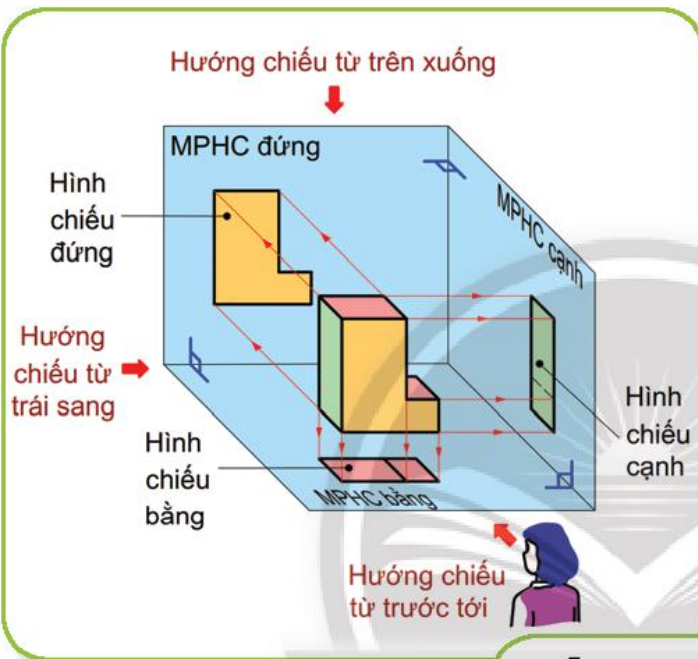 Hướng chiếu từ trên xuống
MPHC đứng
Hình
chiếu
đứng
MPHC cạnh
Hướng
chiếu từ
trái sang
Hình
chiếu
cạnh
Hình
chiếu
bằng
MPHC bằng
Hướng chiếu
từ trước tới